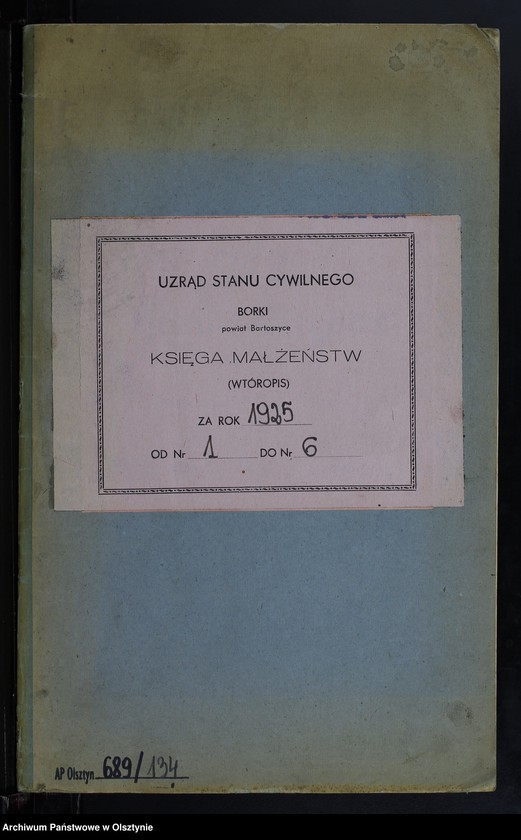 UZRĄD STANU CYWILNEGO
BORKI
powiat Bartoszyce
KSIĘGA MAŁŻEŃSTW
(WTÓROPIS)
ZA ROK 1925
OD Nr 1 DO Nr 6
AP Olsztyn 689/134
Archiwum Państwowe w Olsztynie